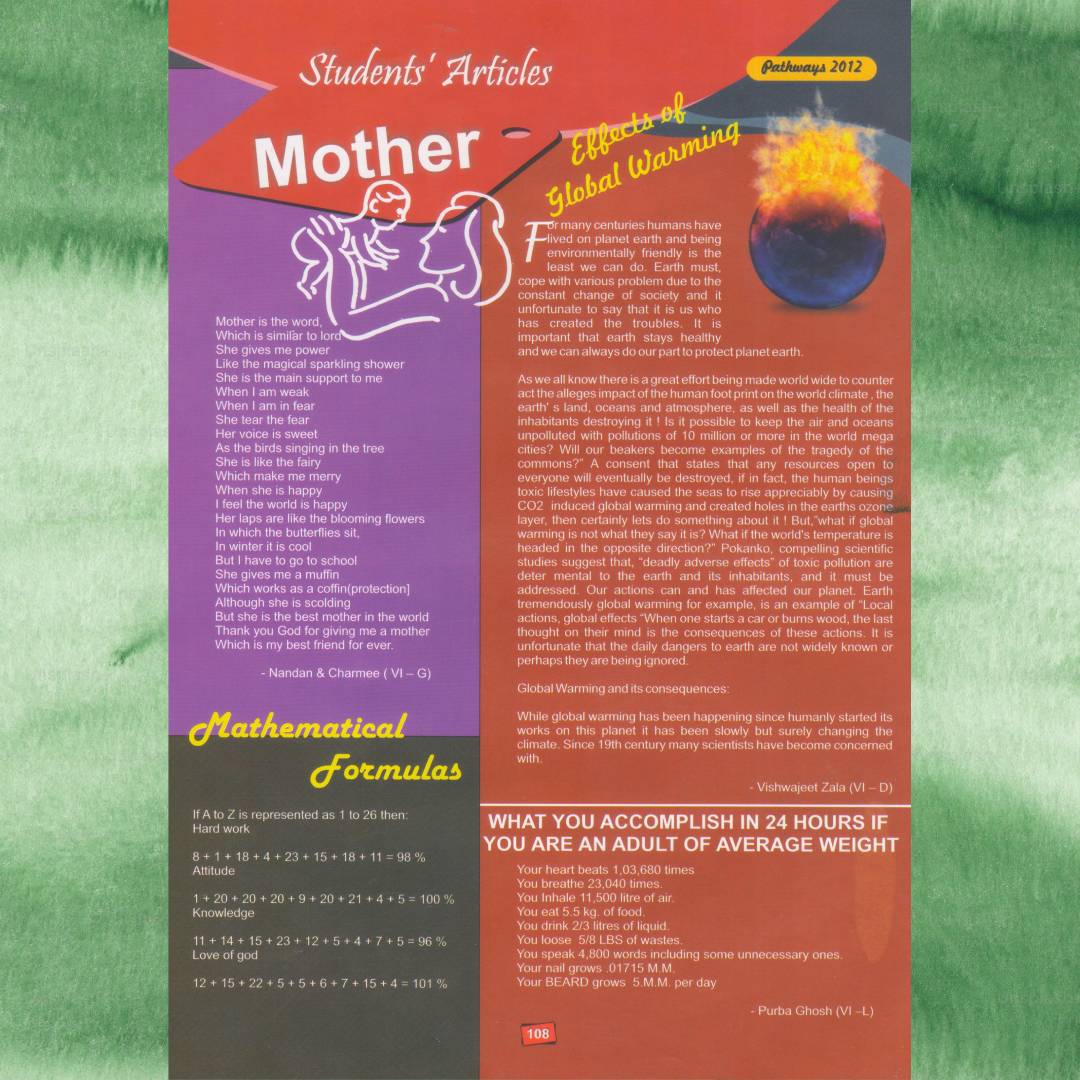 Students' Articles
Pathways 2012
Mother
Mother is the word,
Which is similar to lord
She gives me power
Like the magical sparkling shower
She is the main support to me
When I am weak
When I am in fear
She tear the fear
Her voice is sweet
As the birds singing in the tree
She is like the fairy
Which make me merry
When she is happy
I feel the world is happy
Her laps are like the blooming flowers
In which the butterflies sit,
In winter it is cool
But I have to go to school
She gives me a muffin
Which works as a coffin(protection]
Although she is scolding
But she is the best mother in the world
Thank you God for giving me a mother
Which is my best friend for ever.
- Nandan & Charmee ( VI – G)
Mathematical
Formulas
If A to Z is represented as 1 to 26 then:
Hard work
8 + 1 + 18 + 4 + 23 + 15 + 18 + 11 = 98 %
Attitude
1 + 20 + 20 + 20 + 9 + 20 + 21 + 4 + 5 = 100 %
Knowledge
11 + 14 + 15 + 23 + 12 + 5 + 4 + 7 + 5 = 96 %
Love of god
12 + 15 + 22 + 5 + 5 + 6 + 7 + 15 + 4 = 101 %
Effects of
Global Warming
For many centuries humans have
lived on planet earth and being
environmentally friendly is the
least we can do. Earth must,
cope with various problem due to the
constant change of society and it
unfortunate to say that it is us who
has created the troubles. It is
important that earth stays healthy
and we can always do our part to protect planet earth.
As we all know there is a great effort being made world wide to counter
act the alleges impact of the human foot print on the world climate , the
earth' s land, oceans and atmosphere, as well as the health of the
inhabitants destroying it ! Is it possible to keep the air and oceans
unpolluted with pollutions of 10 million or more in the world mega
cities? Will our beakers become examples of the tragedy of the
commons?" A consent that states that any resources open to
everyone will eventually be destroyed, if in fact, the human beings
toxic lifestyles have caused the seas to rise appreciably by causing
CO2 induced global warming and created holes in the earths ozone
layer, then certainly lets do something about it ! But,"what if global
warming is not what they say it is? What if the world's temperature is
headed in the opposite direction?" Pokanko, compelling scientific
studies suggest that, "deadly adverse effects" of toxic pollution are
deter mental to the earth and its inhabitants, and it must be
addressed. Our actions can and has affected our planet. Earth
tremendously global warming for example, is an example of "Local
actions, global effects "When one starts a car or burns wood, the last
thought on their mind is the consequences of these actions. It is
unfortunate that the daily dangers to earth are not widely known or
perhaps they are being ignored.
Global Warming and its consequences:
While global warming has been happening since humanly started its
works on this planet it has been slowly but surely changing the
climate. Since 19th century many scientists have become concerned
with.
- Vishwajeet Zala (VI – D)
WHAT YOU ACCOMPLISH IN 24 HOURS IF
YOU ARE AN ADULT OF AVERAGE WEIGHT
Your heart beats 1,03,680 times
You breathe 23,040 times.
You Inhale 11,500 litre of air.
You eat 5.5 kg. of food.
You drink 2/3 litres of liquid.
You loose 5/8 LBS of wastes.
You speak 4,800 words including some unnecessary ones.
Your nail grows .01715 M.M.
Your BEARD grows 5.M.M. per day
- Purba Ghosh (VI –L)
108